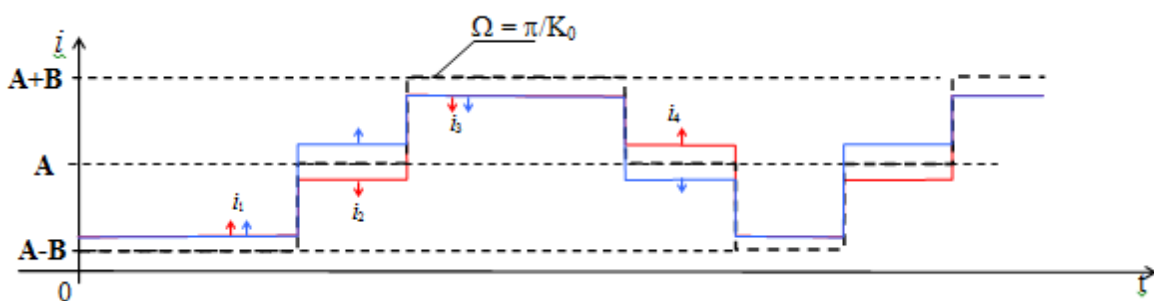 Ω = π/K₀
i
A+B
i₃
i₄
A
i₁
i₂
A-B
0
t